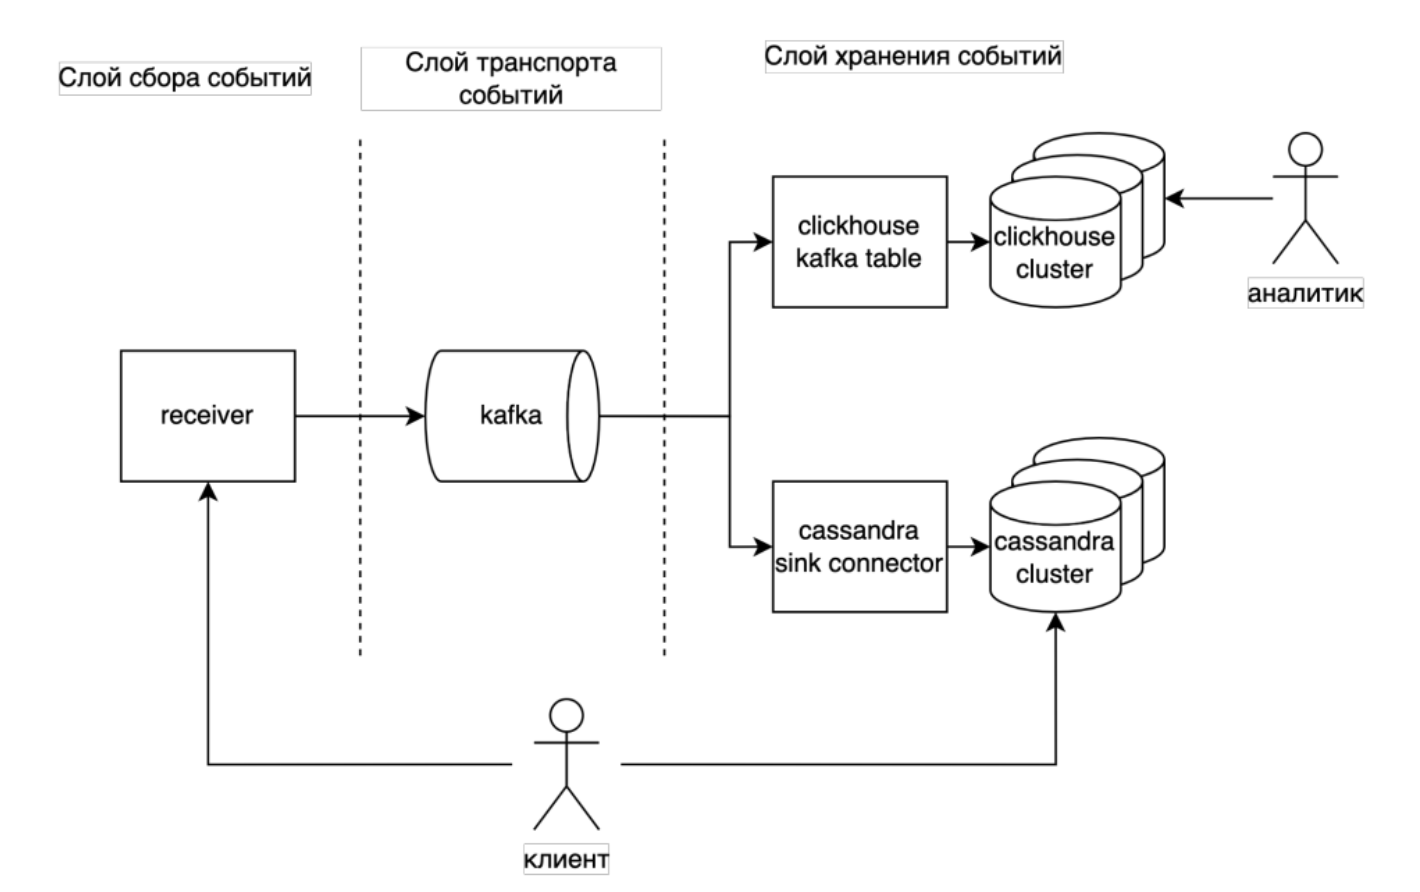 Слой сбора событий
Слой транспорта
событий
Слой хранения событий
clickhouse
kafka table
clickhouse
cluster
аналитик
receiver
kafka
cassandra
sink connector
cassandra
cluster
клиент